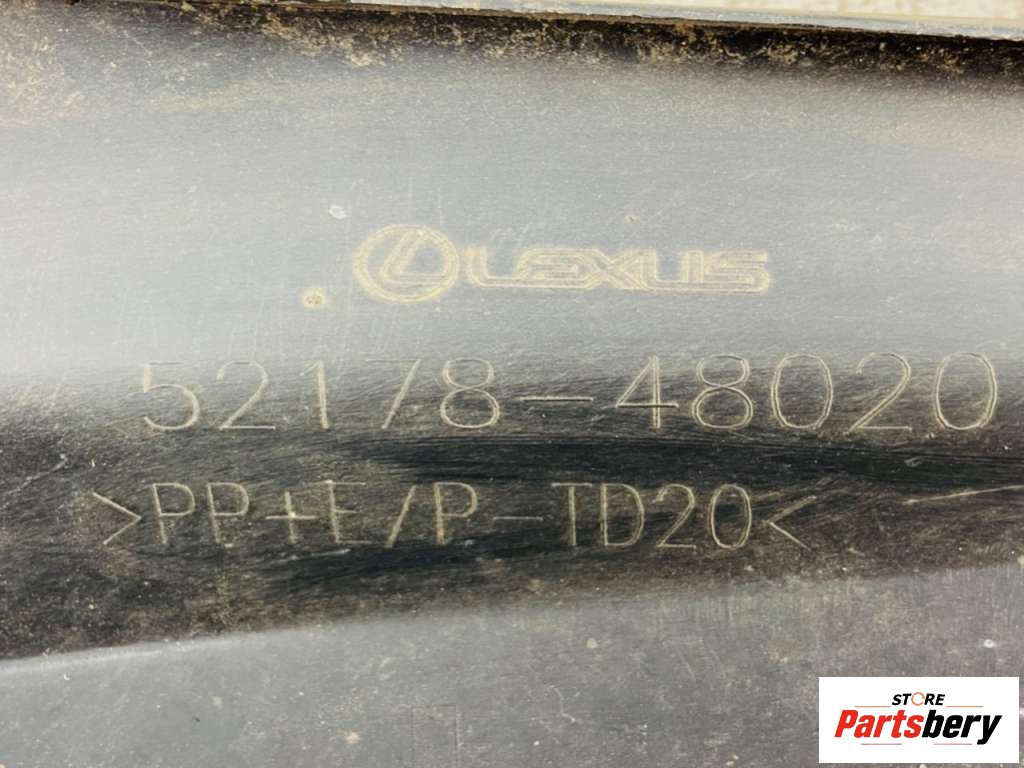 LEXUS
52178-48020
>PP+E/P-TD20<
STORE
Partsbery